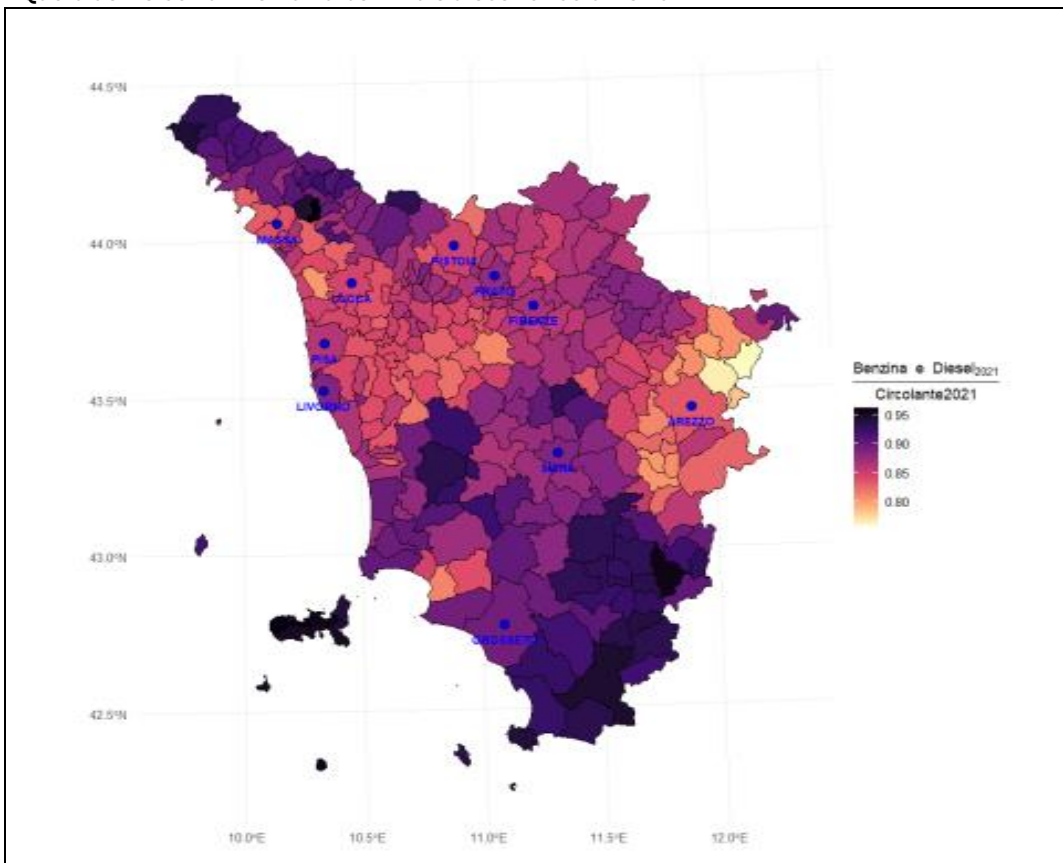 44.5°N
44.0°N
43.5°N
43.0°N
42.5°N
10.0°E 10.5°E 11.0°E 11.5°E 12.0°E
MASSA
PISTOIA
LUCCA
PRATO
FIRENZE
PISA
LIVORNO
AREZZO
SIENA
GROSSETO
Benzina e Diesel2021
Circolante2021
0.95
0.90
0.85
0.80